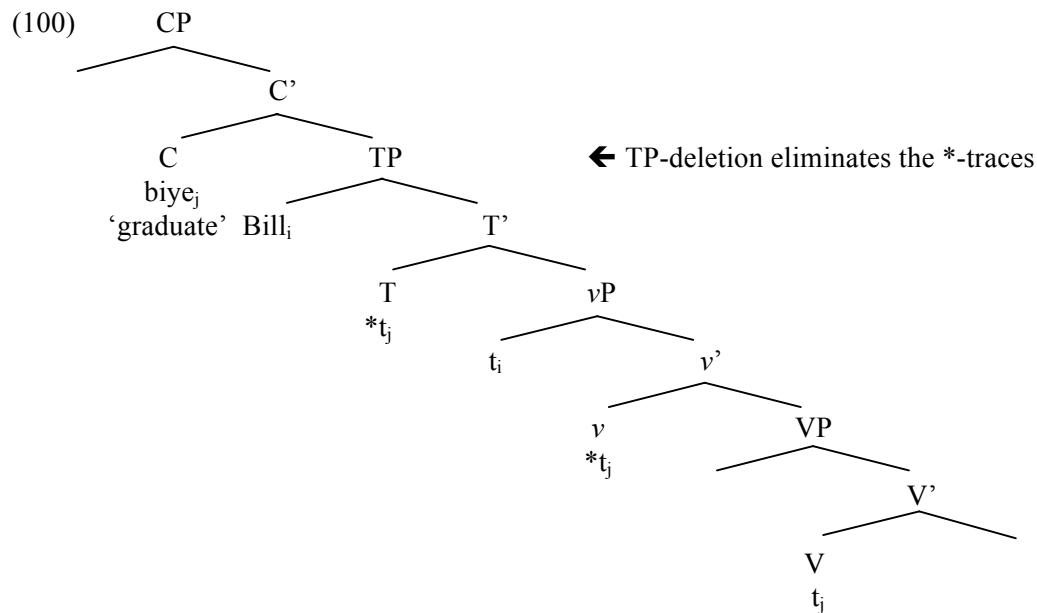 (100) CP
C’
C TP 🡸 TP-deletion eliminates the *-traces
biyeⱼ
‘graduate’ Billᵢ T’
T vP
*tⱼ
tᵢ v’
v VP
*tⱼ
V’
V
tⱼ